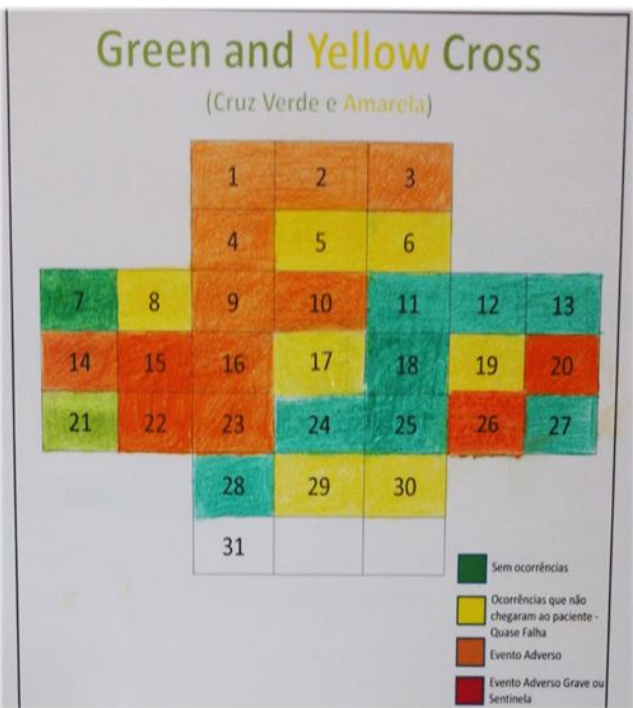 Green and Yellow Cross
(Cruz Verde e Amarela)
1 2 3
4 5 6
7 8 9 10 11 12 13
14 15 16 17 18 19 20
21 22 23 24 25 26 27
28 29 30
31
Sem ocorrências
Ocorrências que não
chegaram ao paciente -
Quase Falha
Evento Adverso
Evento Adverso Grave ou
Sentinela